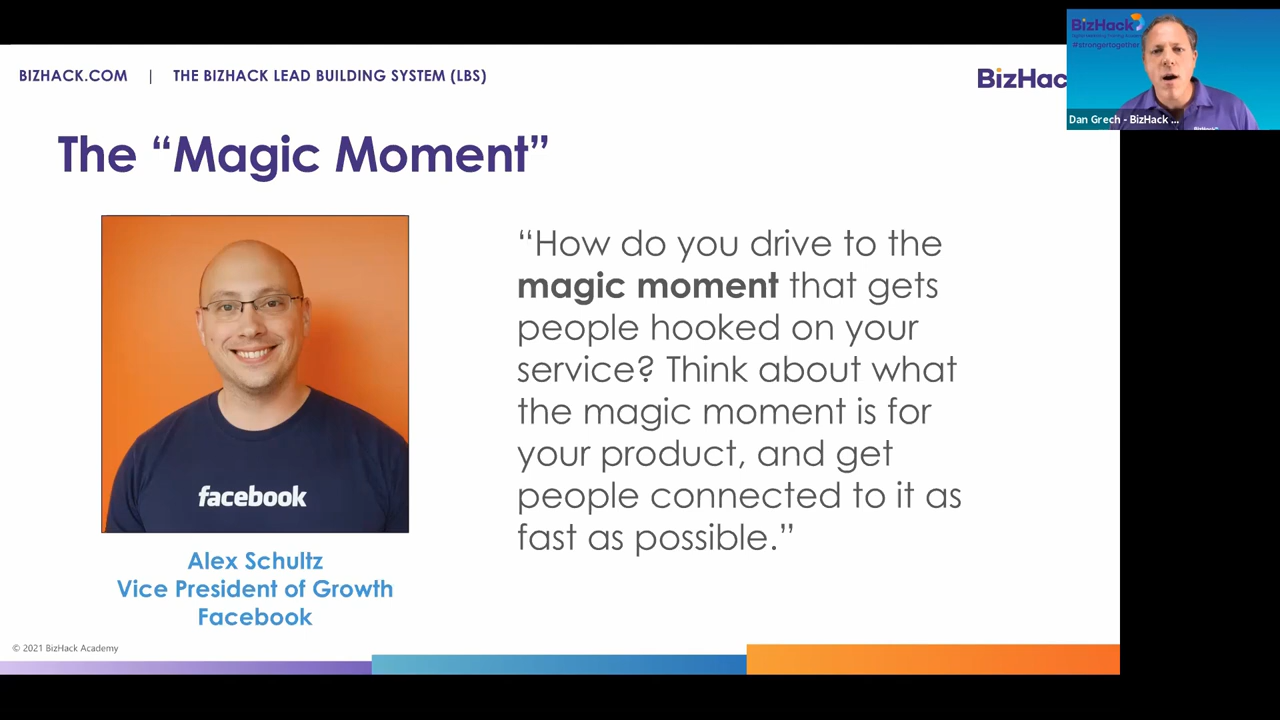 BIZHACK.COM | THE BIZHACK LEAD BUILDING SYSTEM (LBS)
BizHac
BizHack
#strongertogether
Dan Grech - BizHack ...
The “Magic Moment”
“How do you drive to the
magic moment that gets
people hooked on your
service? Think about what
the magic moment is for
your product, and get
people connected to it as
fast as possible.”
facebook
Alex Schultz
Vice President of Growth
Facebook
© 2021 BizHack Academy